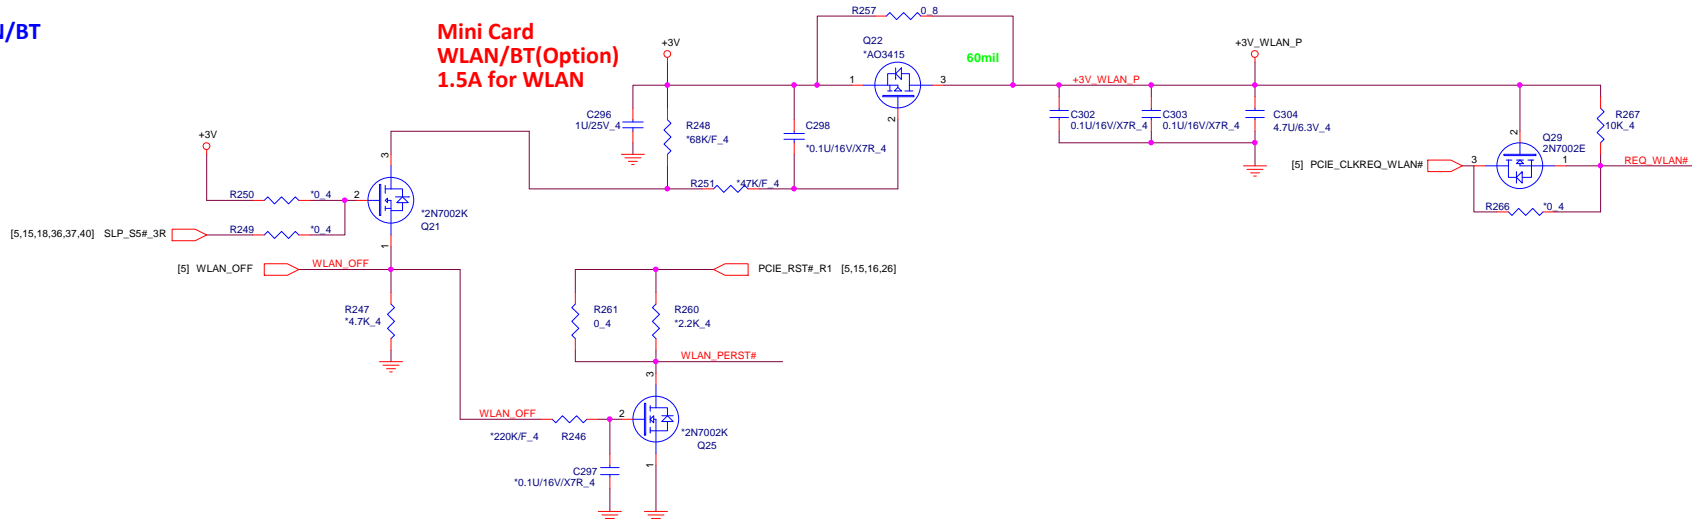 N/BT
Mini Card
WLAN/BT(Option)
1.5A for WLAN
R257
0_8
+3V
Q22
*AO3415
60mil
+3V_WLAN_P
1
3
2
+3V_WLAN_P
C296
1U/25V_4
R248
*68K/F_4
C298
*0.1U/16V/X7R_4
C302
0.1U/16V/X7R_4
C303
0.1U/16V/X7R_4
C304
4.7U/6.3V_4
R267
10K_4
2
Q29
2N7002E
[5] PCIE_CLKREQ_WLAN#
3
1
REQ_WLAN#
R266
*0_4
+3V
3
R251
*47K/F_4
R250
*0_4
2
*2N7002K
Q21
[5,15,18,36,37,40] SLP_S5#_3R
R249
*0_4
1
[5] WLAN_OFF
WLAN_OFF
PCIE_RST#_R1 [5,15,16,26]
R247
*4.7K_4
R261
0_4
R260
*2.2K_4
WLAN_PERST#
3
WLAN_OFF
*220K/F_4
R246
2
*2N7002K
Q25
1
C297
*0.1U/16V/X7R_4